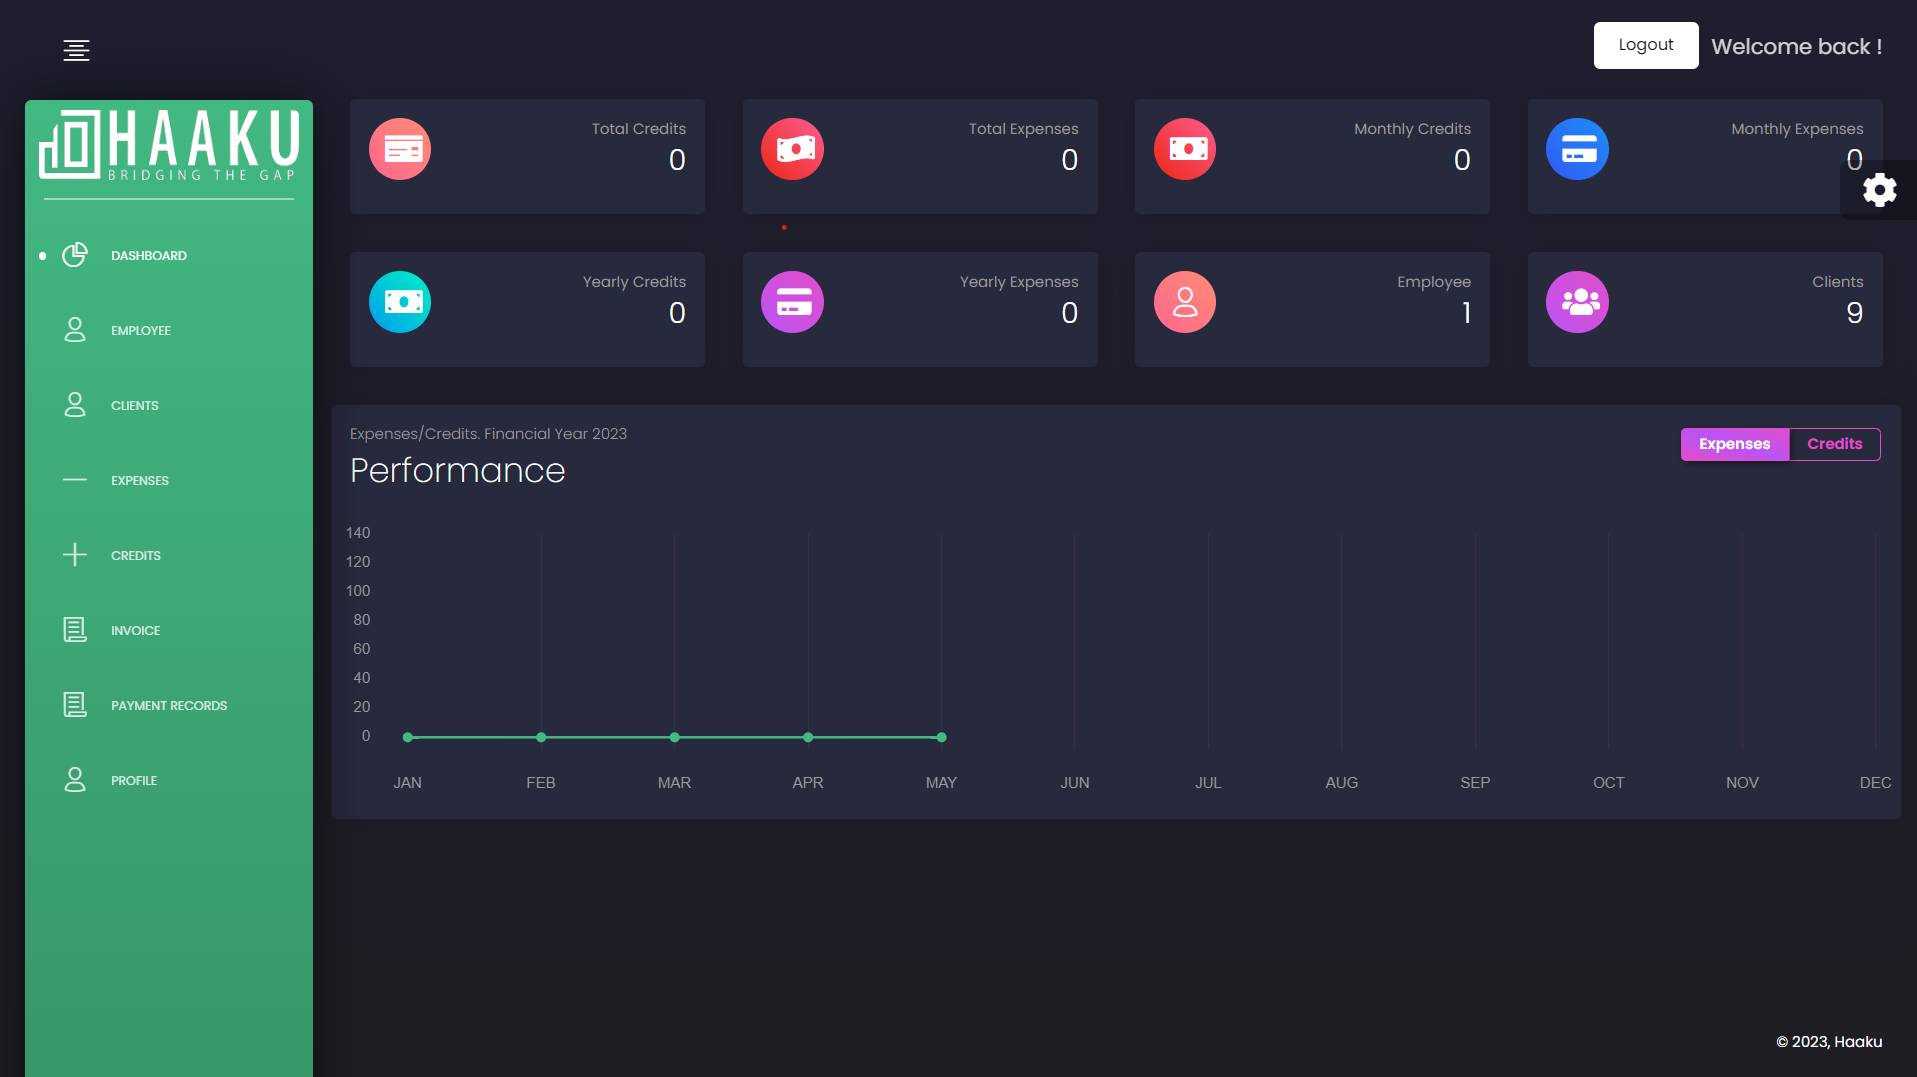 Logout
Welcome back !
HAAKU
BRIDGING THE GAP
DASHBOARD
EMPLOYEE
CLIENTS
EXPENSES
CREDITS
INVOICE
PAYMENT RECORDS
PROFILE
Total Credits
0
Total Expenses
0
Monthly Credits
0
Monthly Expenses
0
Yearly Credits
0
Yearly Expenses
0
Employee
1
Clients
9
Expenses/Credits. Financial Year 2023
Performance
Expenses
Credits
140
120
100
80
60
40
20
0
JAN FEB MAR APR MAY JUN JUL AUG SEP OCT NOV DEC
© 2023, Haaku